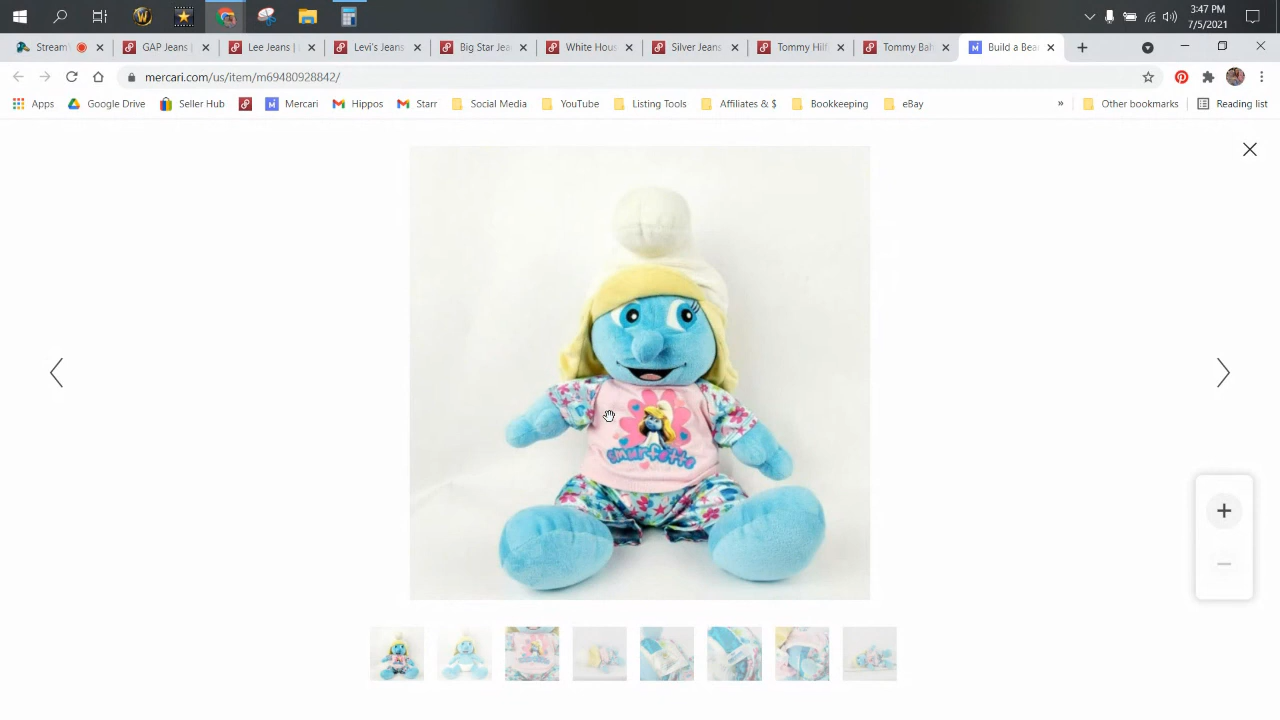 3:47 PM
7/5/2021
Stream
GAP Jeans |
Lee Jeans |
Levi's Jeans
Big Star Jea
White Hous
Silver Jeans
Tommy Hilf
Tommy Bah
Build a Bea
mercari.com/us/item/m69480928842/
Apps
Google Drive
Seller Hub
Mercari
Hippos
Starr
Social Media
YouTube
Listing Tools
Affiliates & $
Bookkeeping
eBay
»
Other bookmarks
Reading list
smurfette